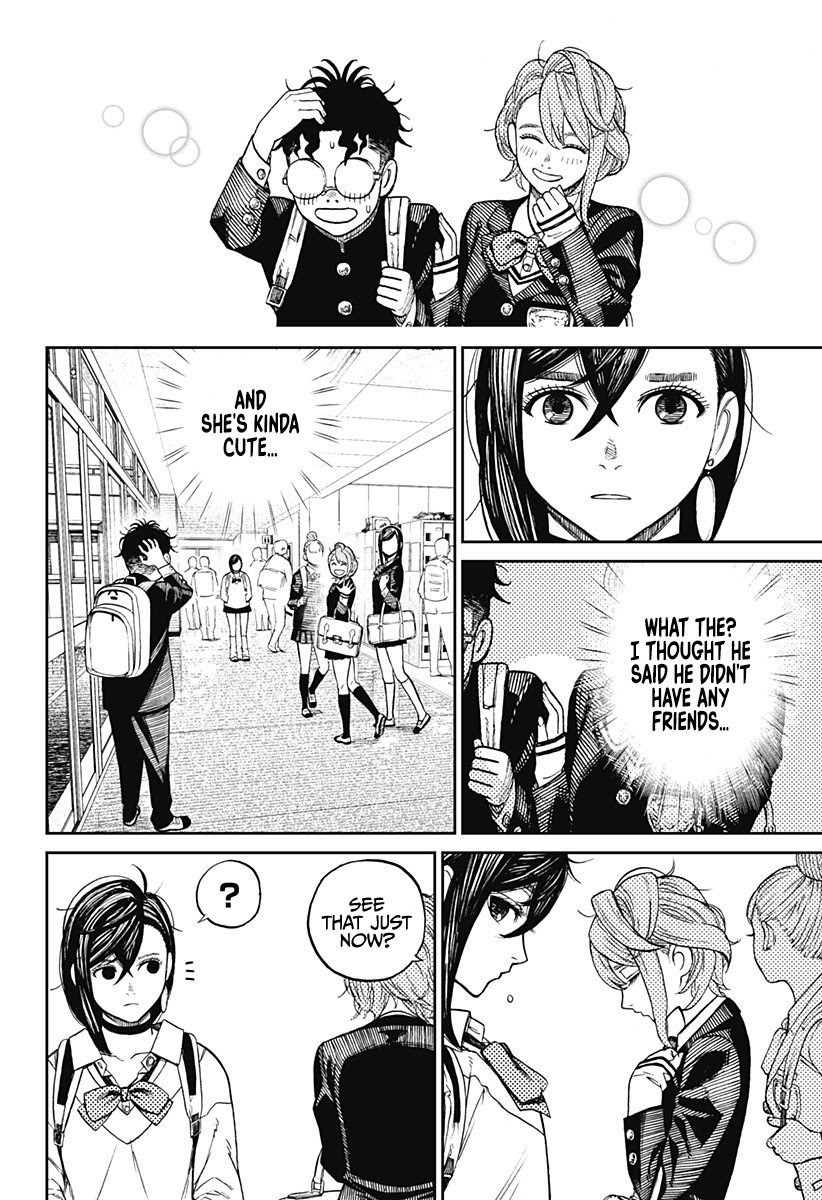 WHAT THE?
I THOUGHT HE
SAID HE DIDN'T
HAVE ANY
FRIENDS...
AND
SHE'S KINDA
CUTE...
SEE
THAT JUST
NOW?
?